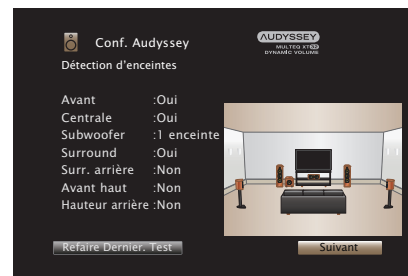 Conf. Audyssey
AUDYSSEY
MULTEQ XT32
DYNAMIC VOLUME
Détection d'enceintes
Avant :Oui
Centrale :Oui
Subwoofer :1 enceinte
Surround :Oui
Surr. arrière :Non
Avant haut :Non
Hauteur arrière :Non
Refaire Dernier. Test
Suivant